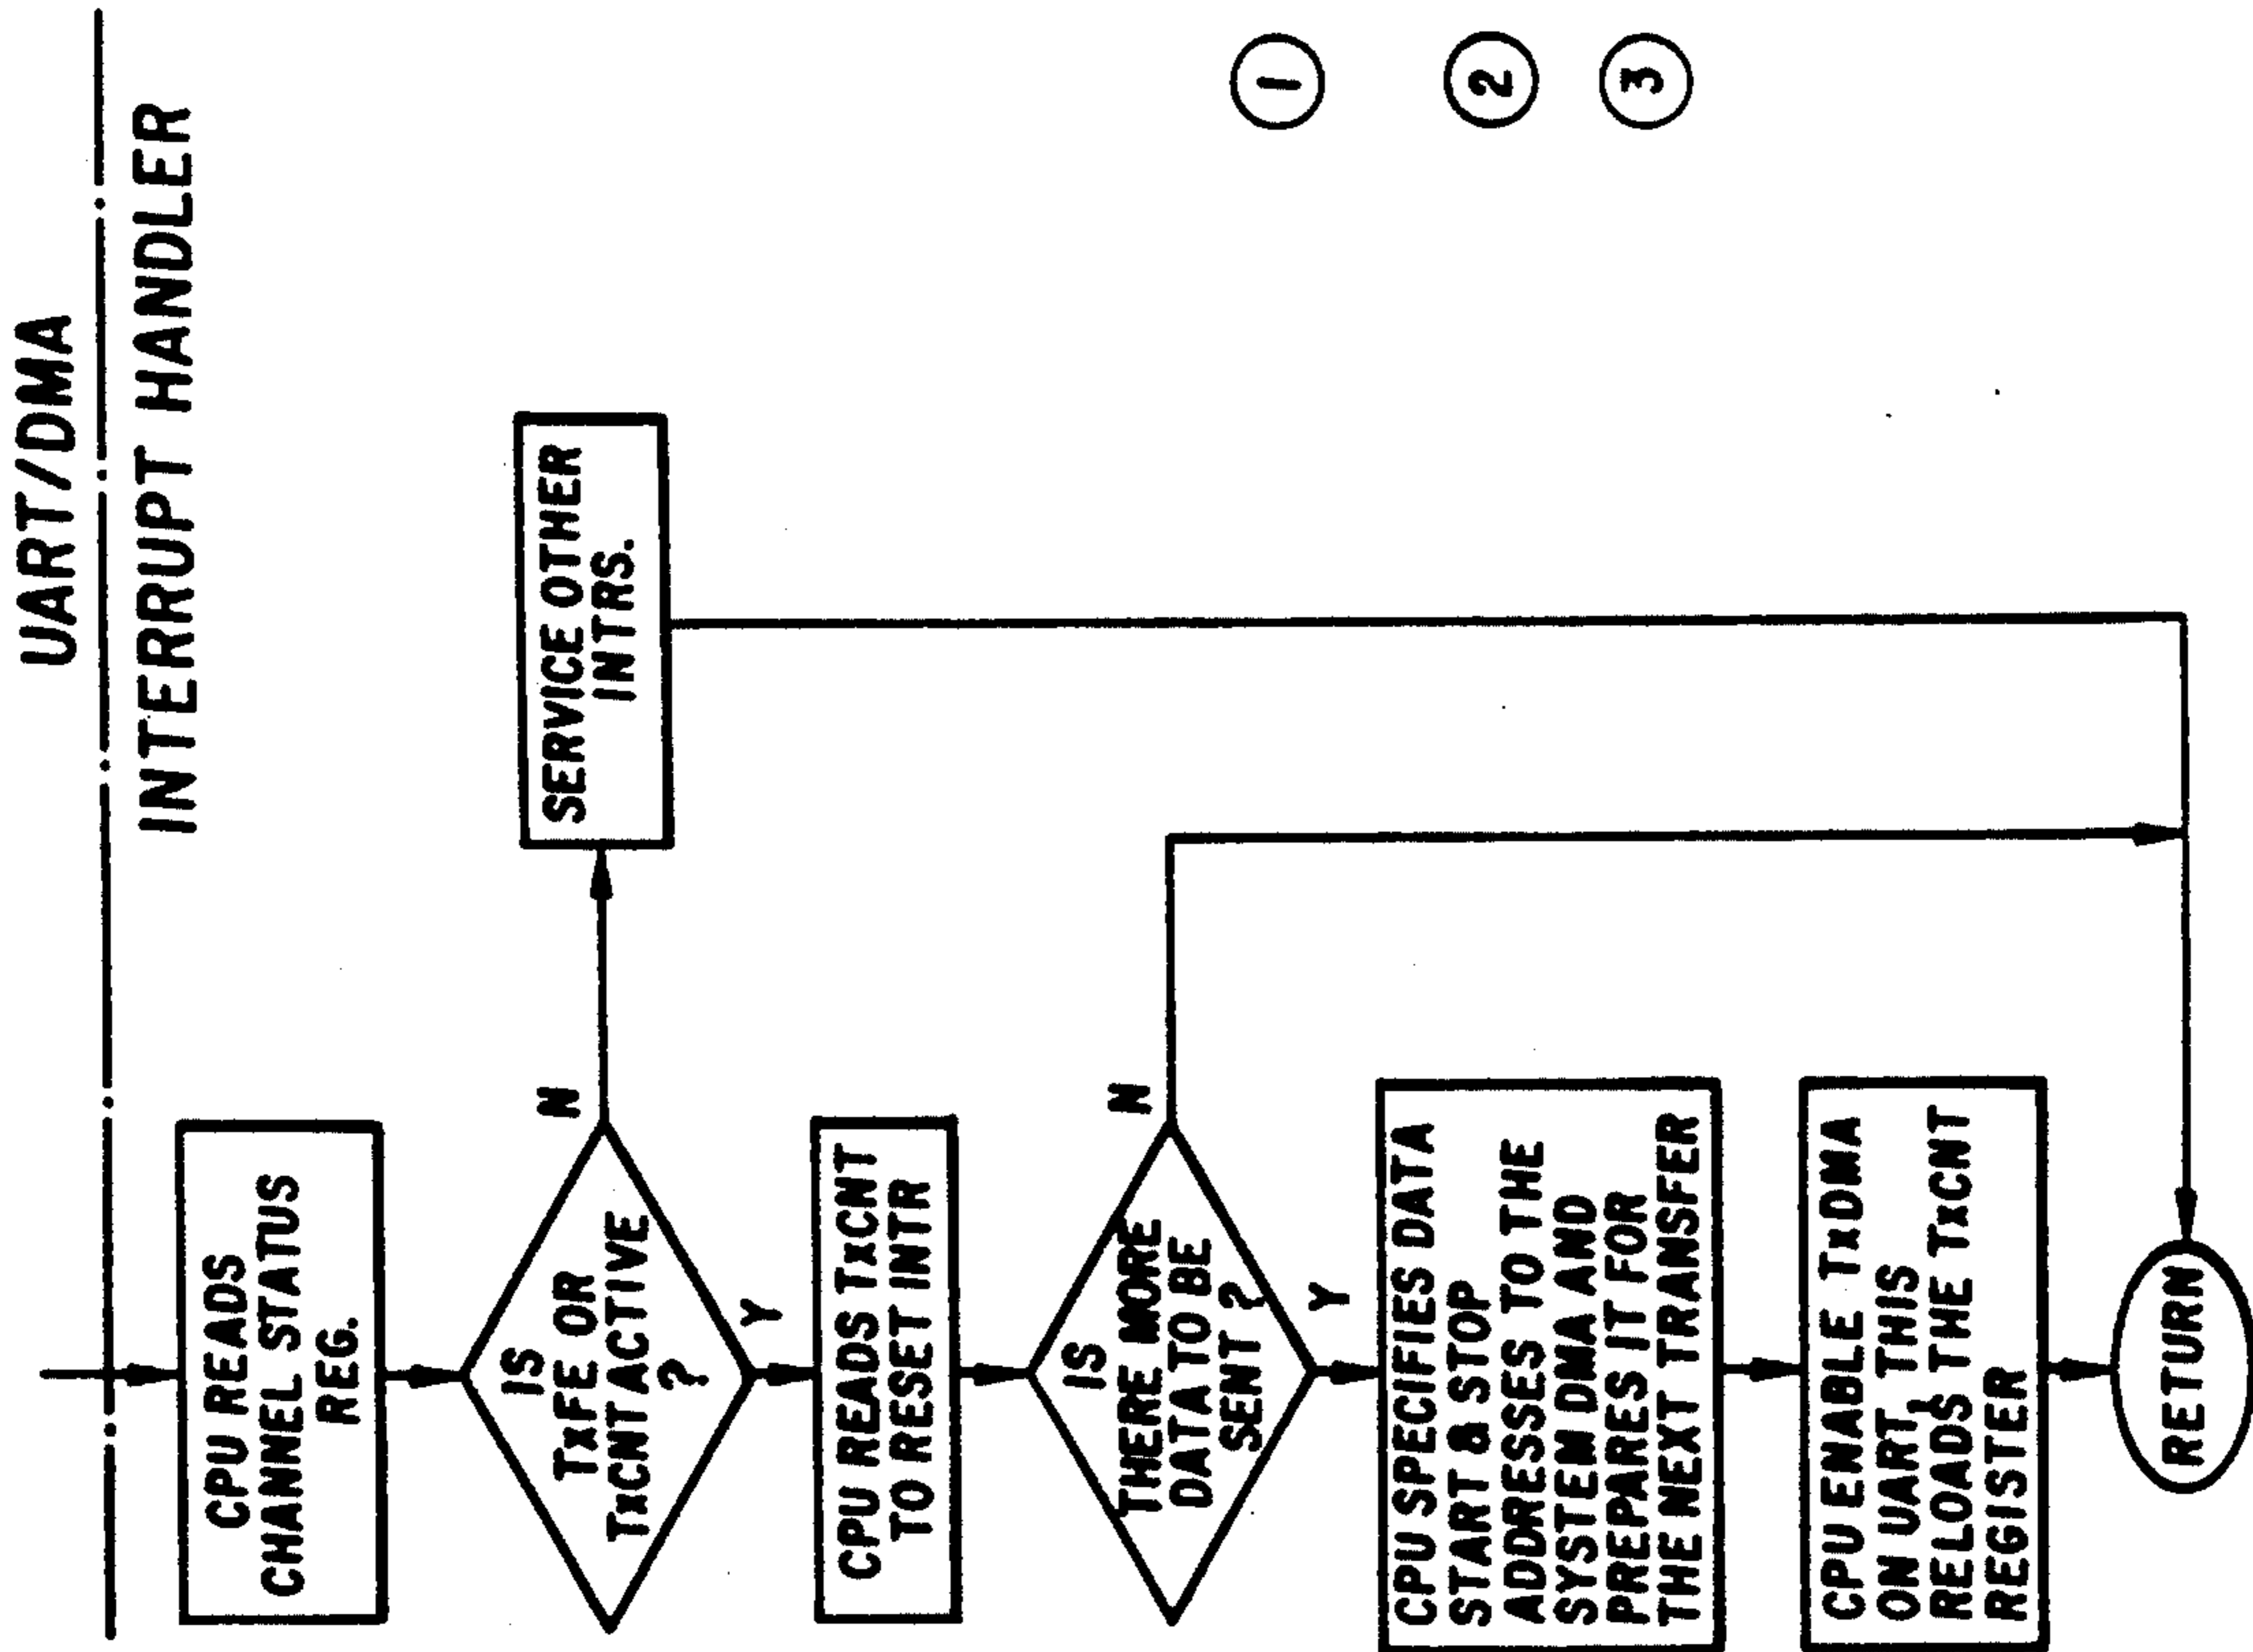 UART/DMA
INTERRUPT HANDLER
CPU READS
CHANNEL STATUS
REG.
IS
TxFE OR
TxCNT ACTIVE
?
N
SERVICE OTHER
INTRS.
Y
CPU READS TxCNT
TO RESET INTR
IS
THERE MORE
DATA TO BE
SENT ?
N
Y
CPU SPECIFIES DATA
START & STOP
ADDRESSES TO THE
SYSTEM DMA AND
PREPARES IT FOR
THE NEXT TRANSFER
CPU ENABLE TxDMA
ON UART, THIS
RELOADS THE TxCNT
REGISTER
RETURN
1
2
3